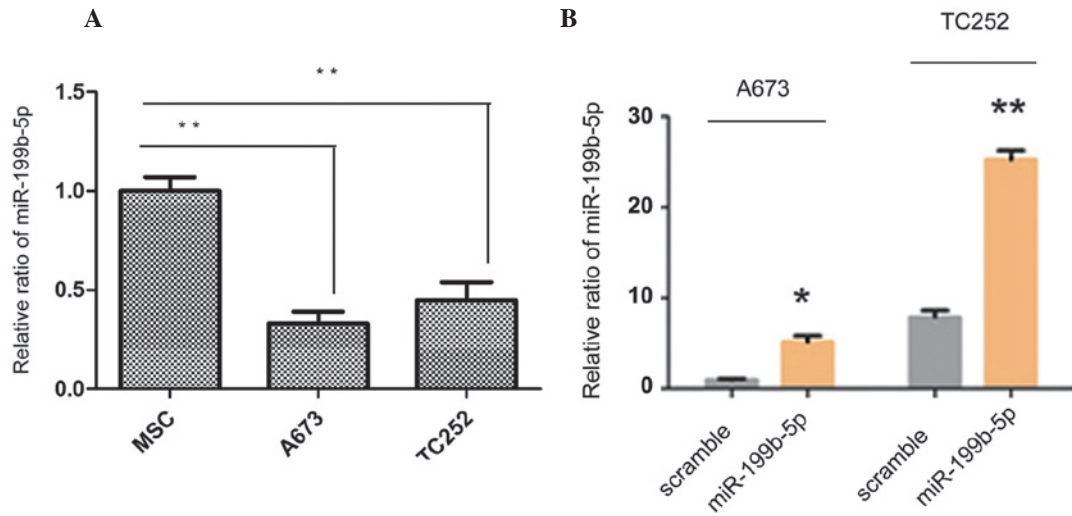 A
Relative ratio of miR-199b-5p
1.5
1.0
0.5
0.0
**
**
MSC
A673
TC252
B
Relative ratio of miR-199b-5p
30
20
10
0
A673
TC252
*
**
scramble
miR-199b-5p
scramble
miR-199b-5p